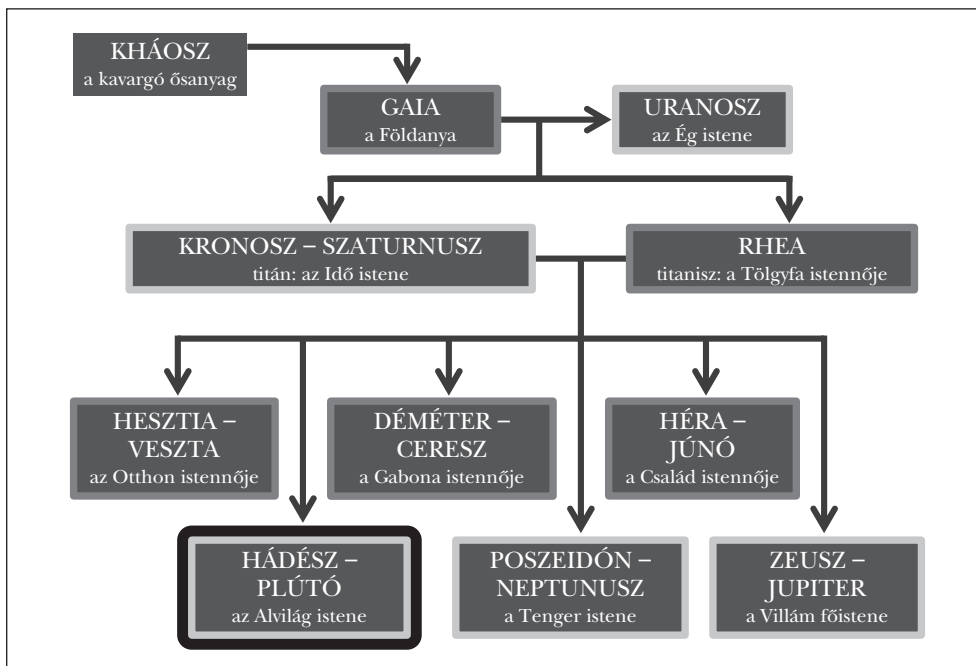 KHÁOSZ
a kavargó ősanyag
GAIA
a Földanya
URANOSZ
az Ég istene
KRONOSZ – SZATURNUSZ
titán: az Idő istene
RHEA
titanisz: a Tölgyfa istennője
HESZTIA –
VESZTA
az Otthon istennője
DÉMÉTER –
CERESZ
a Gabona istennője
HÉRA –
JÚNÓ
a Család istennője
HÁDÉSZ –
PLÚTÓ
az Alvilág istene
POSZEIDÓN –
NEPTUNUSZ
a Tenger istene
ZEUSZ –
JUPITER
a Villám főistene